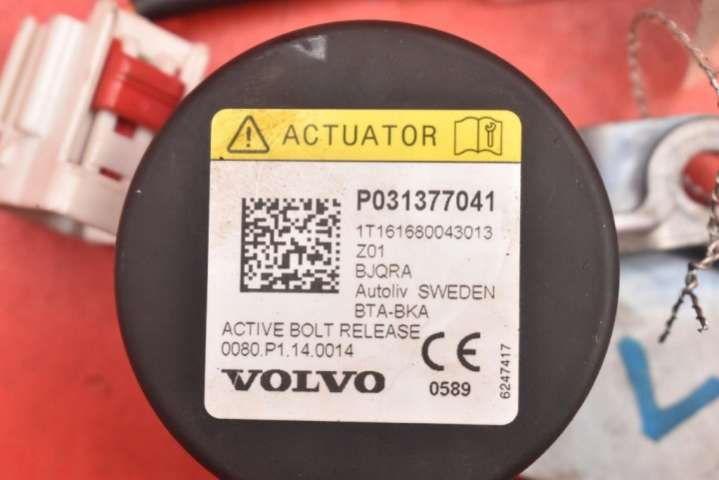 ACTUATOR
P031377041
1T161680043013
Z01
BJQRA
Autoliv SWEDEN
BTA-BKA
ACTIVE BOLT RELEASE
0080.P1.14.0014
CE
VOLVO
0589
6247417